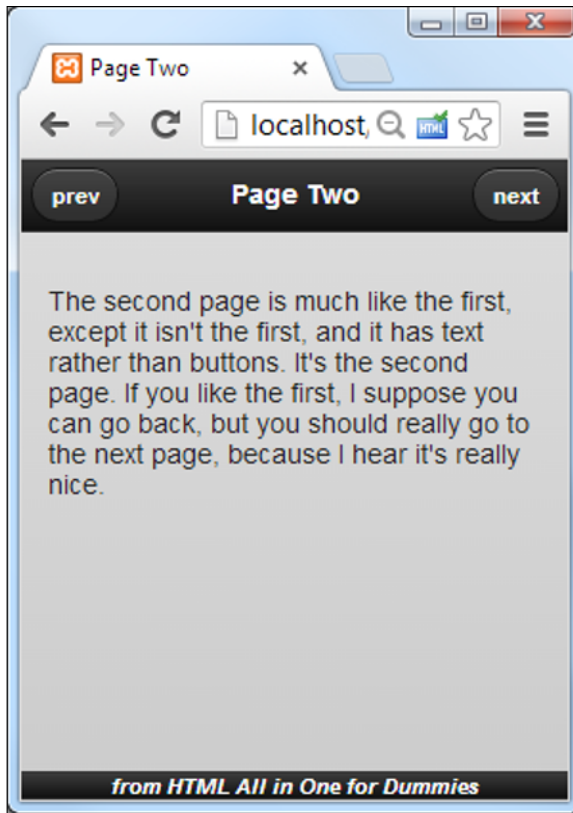 Page Two
localhost,
prev Page Two next
The second page is much like the first,
except it isn't the first, and it has text
rather than buttons. It's the second
page. If you like the first, I suppose you
can go back, but you should really go to
the next page, because I hear it's really
nice.
from HTML All in One for Dummies